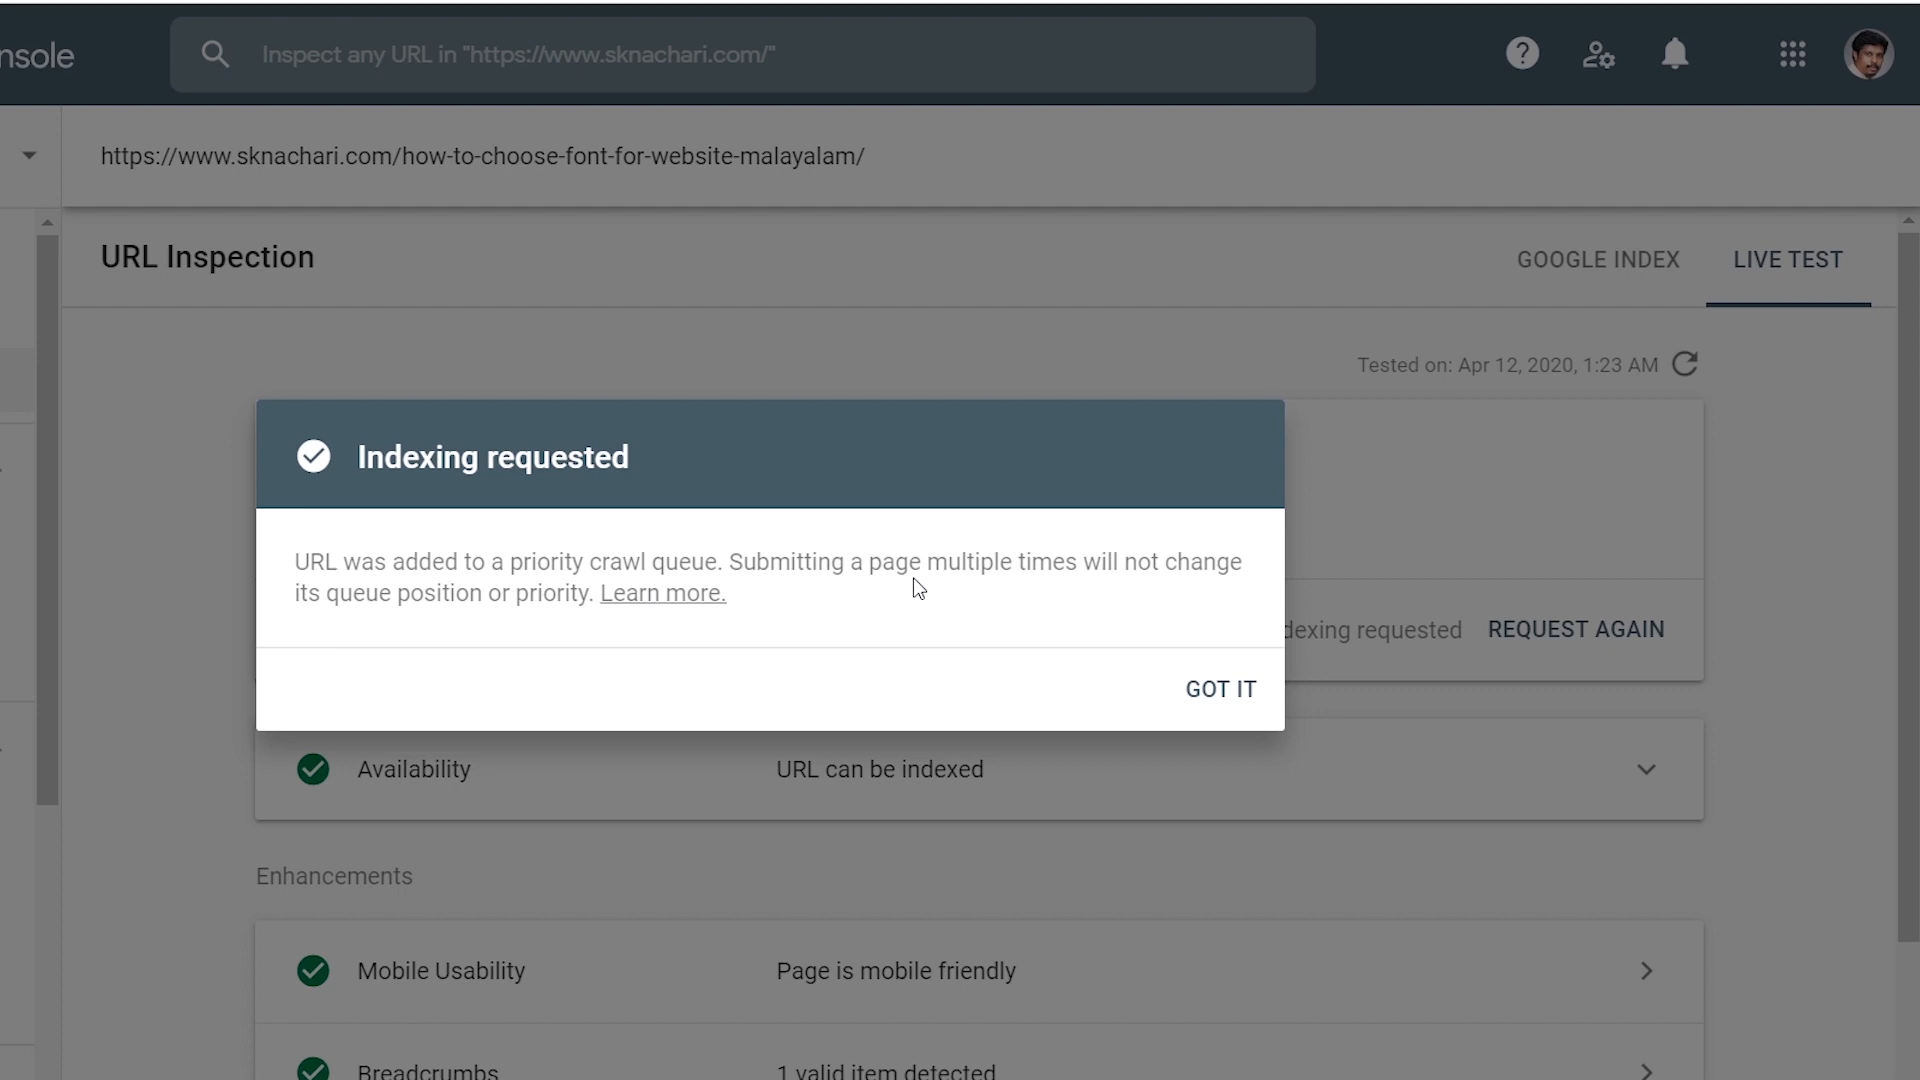 nsole
Inspect any URL in "https://www.sknachari.com/"
https://www.sknachari.com/how-to-choose-font-for-website-malayalam/
URL Inspection
GOOGLE INDEX
LIVE TEST
Tested on: Apr 12, 2020, 1:23 AM
Indexing requested
URL was added to a priority crawl queue. Submitting a page multiple times will not change
its queue position or priority. Learn more.
dexing requested
REQUEST AGAIN
GOT IT
Availability
URL can be indexed
Enhancements
Mobile Usability
Page is mobile friendly
Breadcrumbs
1 valid item detected